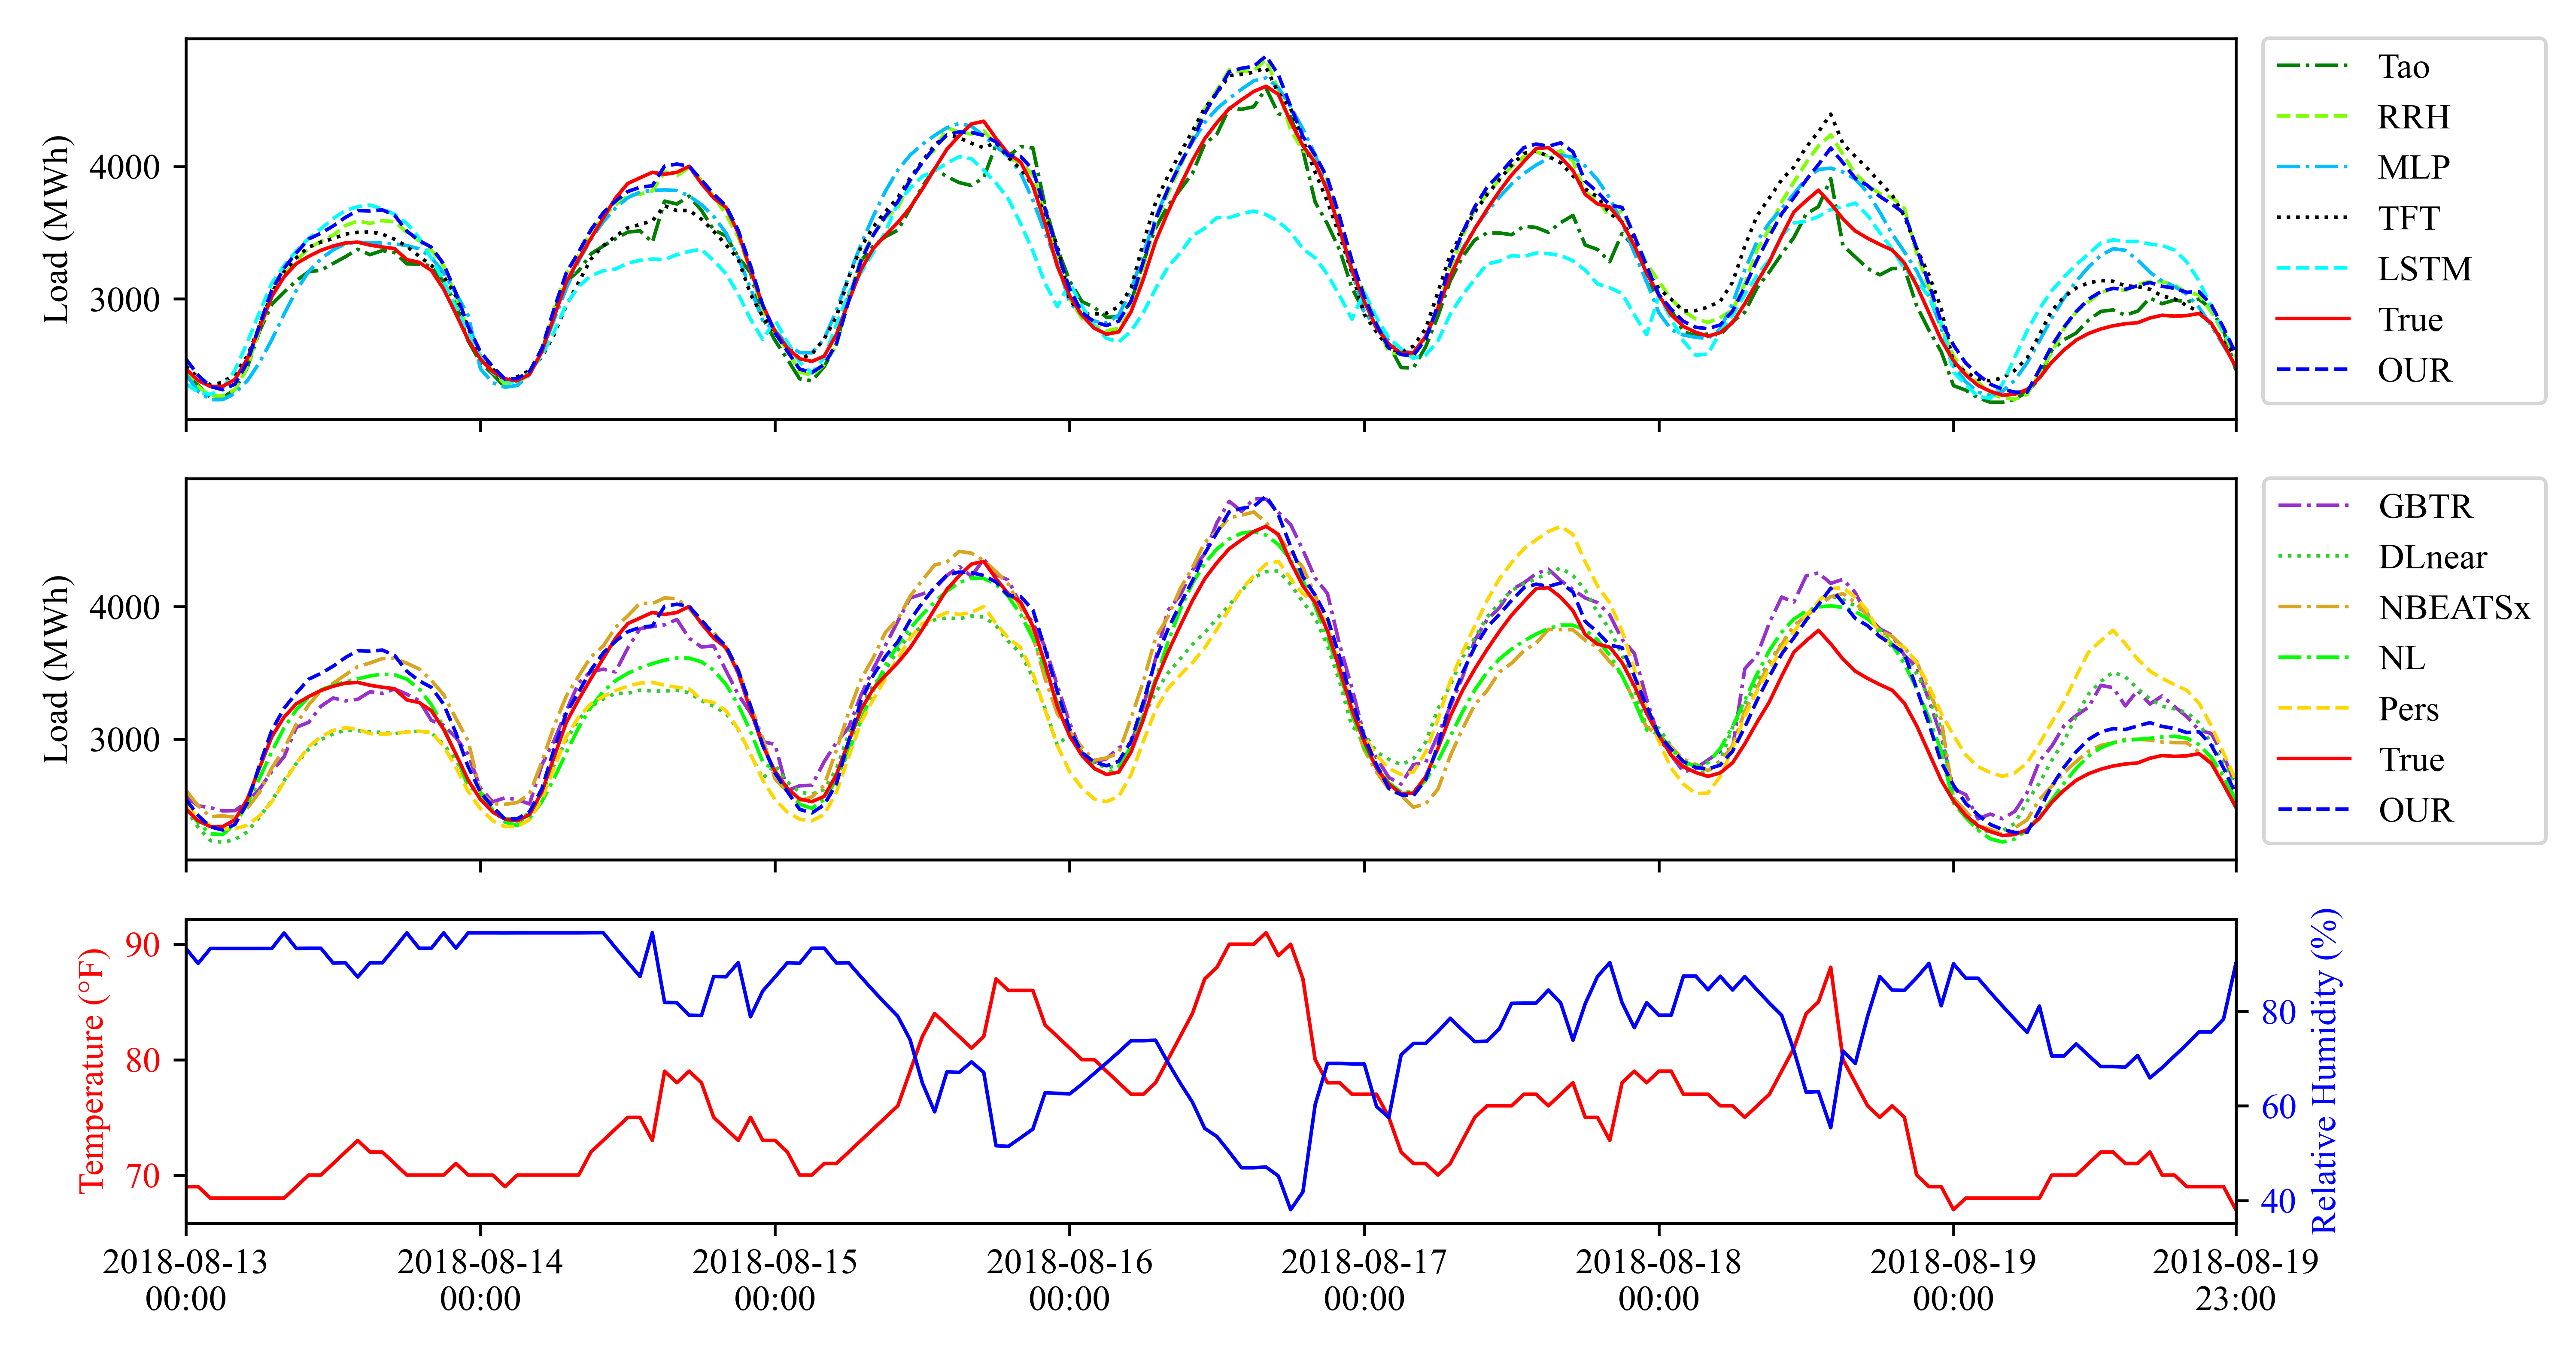 Load (MWh)
4000
3000
Tao
RRH
MLP
TFT
LSTM
True
OUR
Load (MWh)
4000
3000
GBTR
DLnear
NBEATSx
NL
Pers
True
OUR
Temperature (°F)
90
80
70
Relative Humidity (%)
80
60
40
2018-08-13 2018-08-14 2018-08-15 2018-08-16 2018-08-17 2018-08-18 2018-08-19 2018-08-19
00:00 00:00 00:00 00:00 00:00 00:00 00:00 23:00